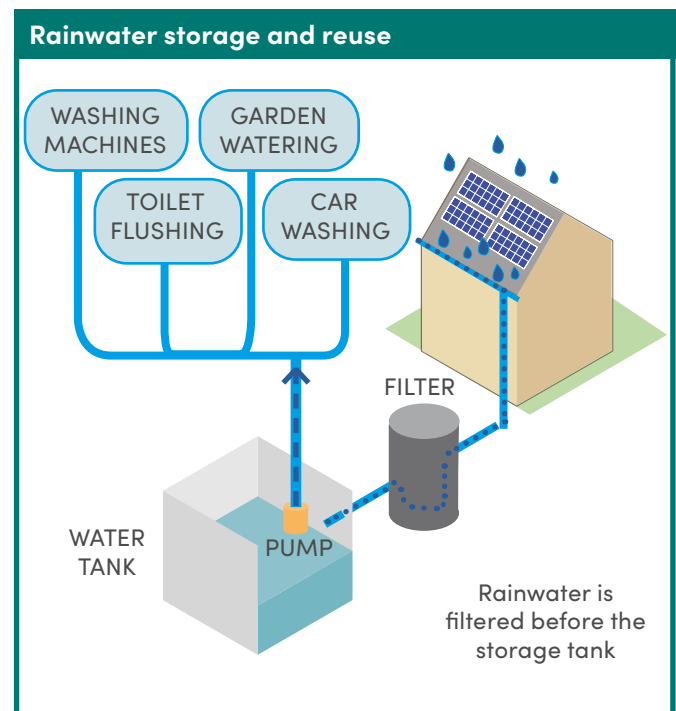 Rainwater storage and reuse
WASHING
MACHINES
GARDEN
WATERING
TOILET
FLUSHING
CAR
WASHING
FILTER
WATER
TANK
PUMP
Rainwater is
filtered before the
storage tank